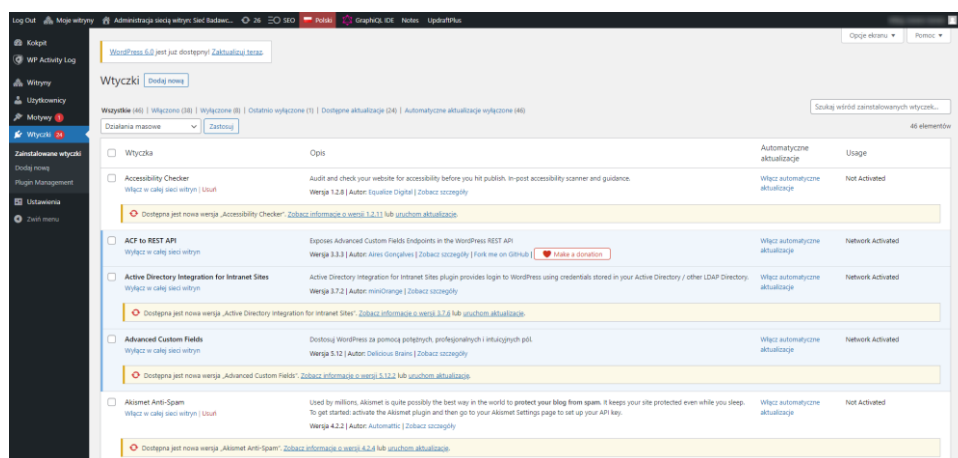 Log Out Moje witryny Administracja siecią witryn: Sieć Badawc... 26 SEO Polski GraphiQL IDE Notes UpdraftPlus
Opcje ekranu Pomoc
Kokpit
WP Activity Log
Witryny
Użytkownicy
Motywy 1
Wtyczki 24
Zainstalowane wtyczki
Dodaj nową
Plugin Management
Ustawienia
Zwiń menu
WordPress 6.0 jest już dostępny! Zaktualizuj teraz.
Wtyczki Dodaj nową
Wszystkie (46) | Włączono (38) | Wyłączone (8) | Ostatnio wyłączone (1) | Dostępne aktualizacje (24) | Automatyczne aktualizacje wyłączone (46)
Szukaj wśród zainstalowanych wtyczek...
Działania masowe Zastosuj
46 elementów
Wtyczka Opis Automatyczne aktualizacje Usage
Accessibility Checker
Włącz w całej sieci witryn | Usuń
Audit and check your website for accessibility before you hit publish. In-post accessibility scanner and guidance.
Wersja 1.2.8 | Autor: Equalize Digital | Zobacz szczegóły
Włącz automatyczne aktualizacje
Not Activated
Dostępna jest nowa wersja „Accessibility Checker”. Zobacz informacje o wersji 1.2.11 lub uruchom aktualizację.
ACF to REST API
Wyłącz w całej sieci witryn
Exposes Advanced Custom Fields Endpoints in the WordPress REST API
Wersja 3.3.3 | Autor: Aires Gonçalves | Zobacz szczegóły | Fork me on GitHub | Make a donation
Włącz automatyczne aktualizacje
Network Activated
Active Directory Integration for Intranet Sites
Wyłącz w całej sieci witryn
Active Directory Integration for Intranet Sites plugin provides login to WordPress using credentials stored in your Active Directory / other LDAP Directory.
Wersja 3.7.2 | Autor: miniOrange | Zobacz szczegóły
Włącz automatyczne aktualizacje
Network Activated
Dostępna jest nowa wersja „Active Directory Integration for Intranet Sites”. Zobacz informacje o wersji 3.7.6 lub uruchom aktualizację.
Advanced Custom Fields
Wyłącz w całej sieci witryn
Dostosuj WordPressa za pomocą potężnych, profesjonalnych i intuicyjnych pól.
Wersja 5.12 | Autor: Delicious Brains | Zobacz szczegóły
Włącz automatyczne aktualizacje
Network Activated
Dostępna jest nowa wersja „Advanced Custom Fields”. Zobacz informacje o wersji 5.12.2 lub uruchom aktualizację.
Akismet Anti-Spam
Włącz w całej sieci witryn | Usuń
Used by millions, Akismet is quite possibly the best way in the world to protect your blog from spam. It keeps your site protected even while you sleep.
To get started: activate the Akismet plugin and then go to your Akismet Settings page to set up your API key.
Wersja 4.2.2 | Autor: Automattic | Zobacz szczegóły
Włącz automatyczne aktualizacje
Not Activated
Dostępna jest nowa wersja „Akismet Anti-Spam”. Zobacz informacje o wersji 4.2.4 lub uruchom aktualizację.